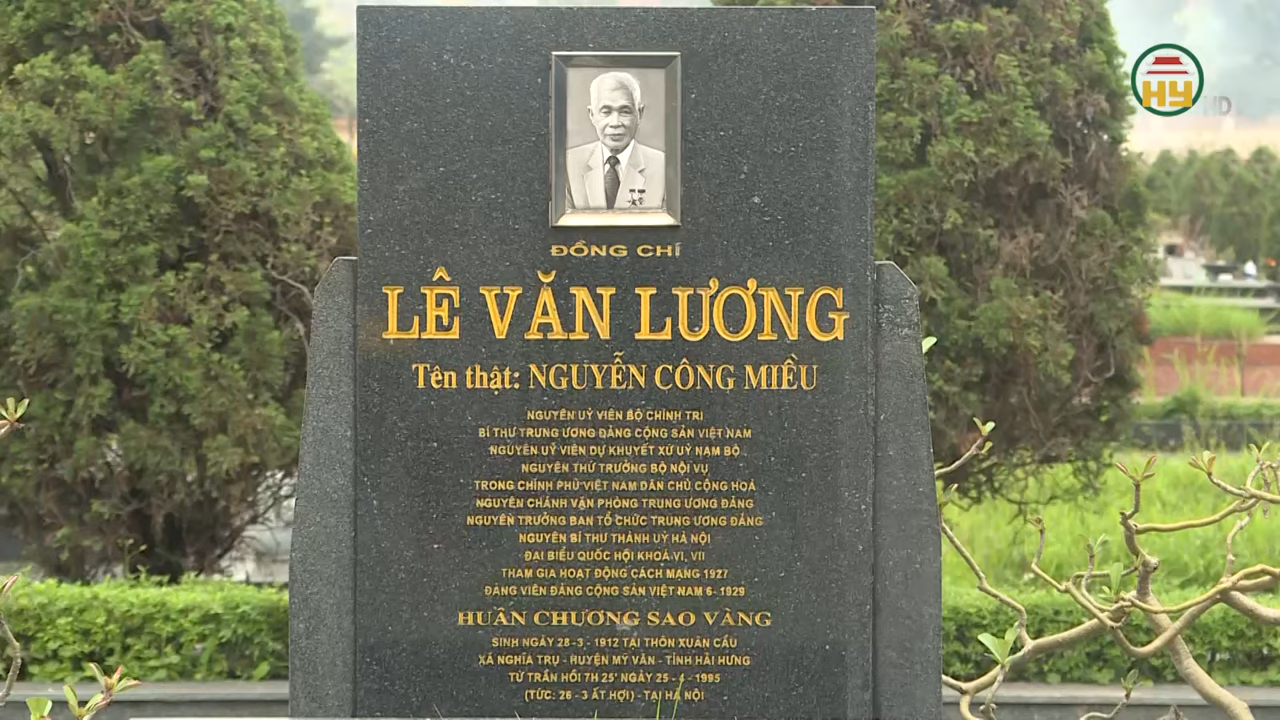 HY HD
ĐỒNG CHÍ
LÊ VĂN LƯƠNG
Tên thật: NGUYỄN CÔNG MIỀU
NGUYÊN UỶ VIÊN BỘ CHÍNH TRỊ
BÍ THƯ TRUNG ƯƠNG ĐẢNG CỘNG SẢN VIỆT NAM
NGUYÊN UỶ VIÊN DỰ KHUYẾT XỨ UỶ NAM BỘ
NGUYÊN THỨ TRƯỞNG BỘ NỘI VỤ
TRONG CHÍNH PHỦ VIỆT NAM DÂN CHỦ CỘNG HOÀ
NGUYÊN CHÁNH VĂN PHÒNG TRUNG ƯƠNG ĐẢNG
NGUYÊN TRƯỞNG BAN TỔ CHỨC TRUNG ƯƠNG ĐẢNG
NGUYÊN BÍ THƯ THÀNH UỶ HÀ NỘI
ĐẠI BIỂU QUỐC HỘI KHOÁ VI, VII
THAM GIA HOẠT ĐỘNG CÁCH MẠNG 1927
ĐẢNG VIÊN ĐẢNG CỘNG SẢN VIỆT NAM 6- 1929
HUÂN CHƯƠNG SAO VÀNG
SINH NGÀY 28 -3 - 1912 TẠI THÔN XUÂN CẦU
XÃ NGHĨA TRỤ - HUYỆN MỸ VĂN - TỈNH HẢI HƯNG
TỪ TRẦN HỒI 7H 25' NGÀY 25 - 4 - 1995
(TỨC: 26 - 3 ẤT HỢI) - TẠI HÀ NỘI